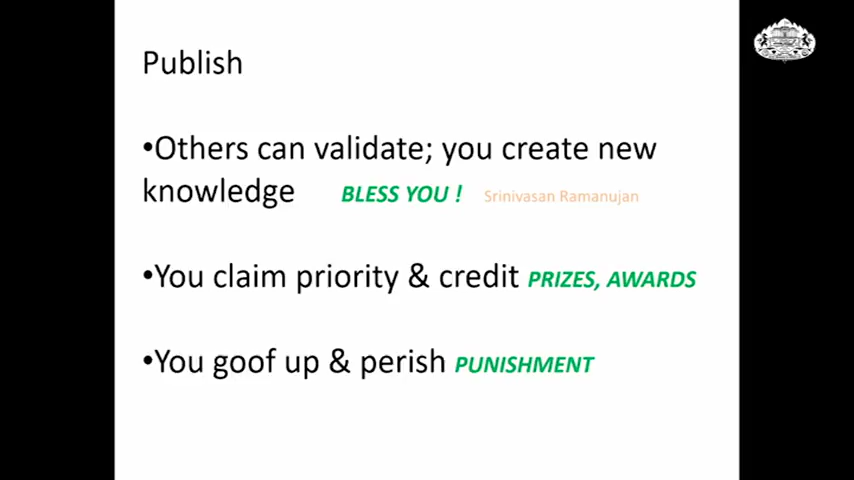 Publish
•Others can validate; you create new
knowledge BLESS YOU ! Srinivasan Ramanujan
•You claim priority & credit PRIZES, AWARDS
•You goof up & perish PUNISHMENT